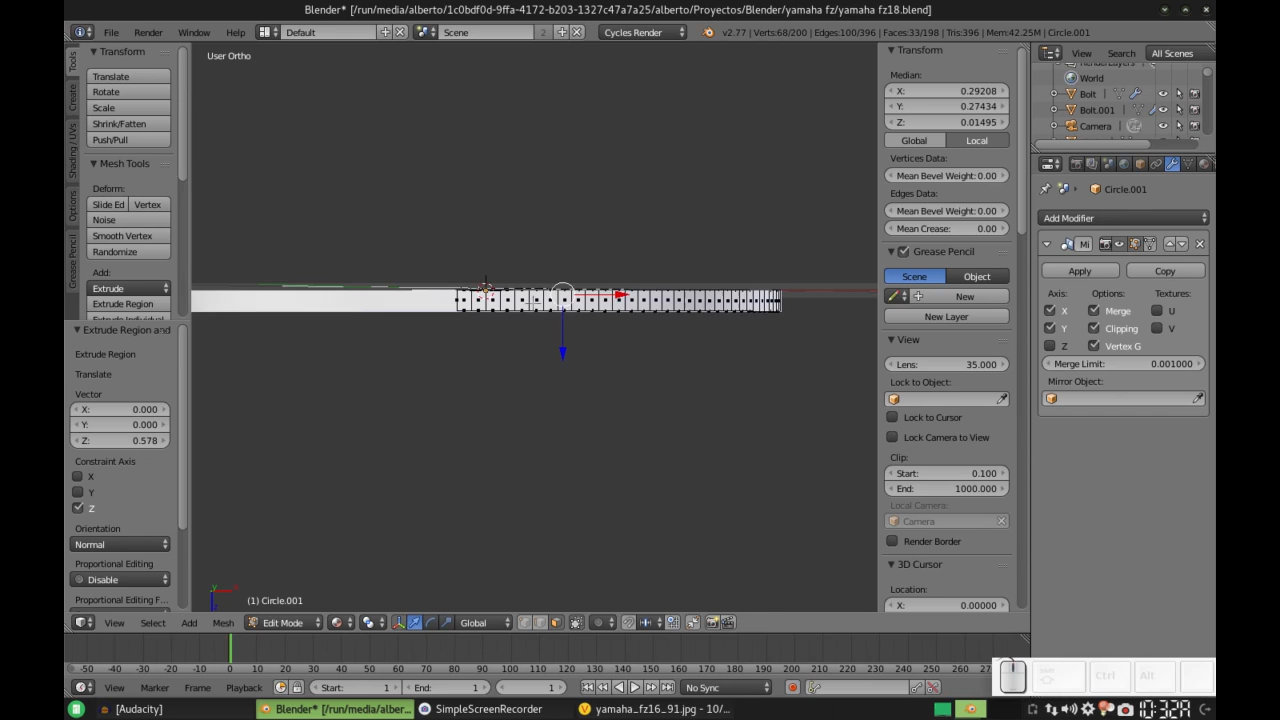 Blender* [/run/media/alberto/1c0bdf0d-9ffa-4172-b203-1327c47a7a25/alberto/Proyectos/Blender/yamaha fz/yamaha fz18.blend]
File Render Window Help Default Scene 2 Cycles Render v2.77 | Verts:68/200 | Edges:100/396 | Faces:33/198 | Tris:396 | Mem:42.25M | Circle.001
Tools
Create
Shading / UVs
Options
Grease Pencil
Transform
Translate
Rotate
Scale
Shrink/Fatten
Push/Pull
Mesh Tools
Deform:
Slide Ed Vertex
Noise
Smooth Vertex
Randomize
Add:
Extrude
Extrude Region
Extrude Region and
Extrude Region
Translate
Vector
X: 0.000
Y: 0.000
Z: 0.578
Constraint Axis
X
Y
Z
Orientation
Normal
Proportional Editing
Disable
Proportional Editing F...
User Ortho
(1) Circle.001
Transform
Median:
X: 0.29208
Y: 0.27434
Z: 0.01495
Global Local
Vertices Data:
Mean Bevel Weight: 0.00
Edges Data:
Mean Bevel Weight: 0.00
Mean Crease: 0.00
Grease Pencil
Scene Object
New
New Layer
View
Lens: 35.000
Lock to Object:
Lock to Cursor
Lock Camera to View
Clip:
Start: 0.100
End: 1000.000
Local Camera:
Camera
Render Border
3D Cursor
Location:
X: 0.00000
View Search All Scenes
World
Bolt
Bolt.001
Camera
Circle.001
Add Modifier
Mi
Apply Copy
Axis: Options: Textures:
X Merge U
Y Clipping V
Z Vertex G
Merge Limit: 0.001000
Mirror Object:
View Select Add Mesh Edit Mode Global
-50 -40 -30 -20 -10 0 10 20 30 40 50 60 70 80 90 100 110 120 130 140 150 160 170 180 190 200 210 220 230 240 250 260
View Marker Frame Playback Start: 1 End: 1 1 No Sync
Ctrl Alt
[Audacity] Blender* [/run/media/alber... SimpleScreenRecorder yamaha_fz16_91.jpg - 10/...